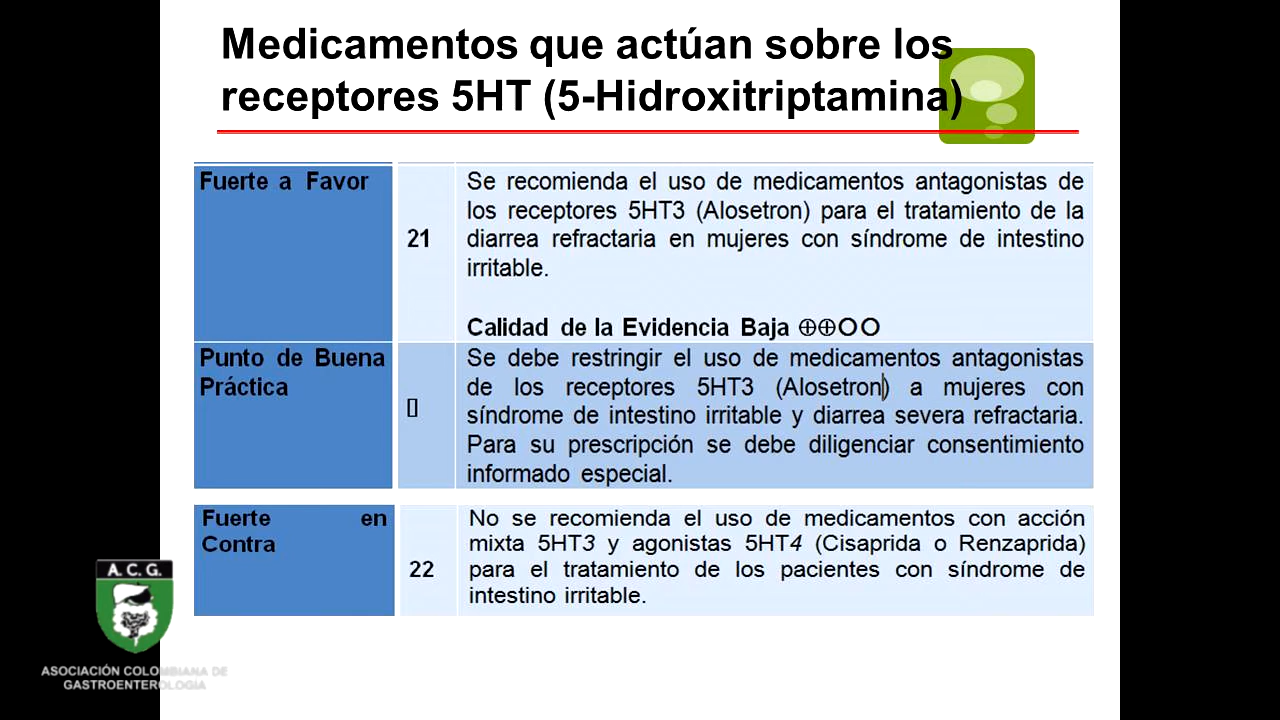 Medicamentos que actúan sobre los
receptores 5HT (5-Hidroxitriptamina)
Fuerte a Favor
21
Se recomienda el uso de medicamentos antagonistas de
los receptores 5HT3 (Alosetron) para el tratamiento de la
diarrea refractaria en mujeres con síndrome de intestino
irritable.
Calidad de la Evidencia Baja ⊕⊕OO
Punto de Buena
Práctica
Se debe restringir el uso de medicamentos antagonistas
de los receptores 5HT3 (Alosetron) a mujeres con
síndrome de intestino irritable y diarrea severa refractaria.
Para su prescripción se debe diligenciar consentimiento
informado especial.
Fuerte en
Contra
22
No se recomienda el uso de medicamentos con acción
mixta 5HT3 y agonistas 5HT4 (Cisaprida o Renzaprida)
para el tratamiento de los pacientes con síndrome de
intestino irritable.
A. C. G.
ASOCIACIÓN COLOMBIANA DE
GASTROENTEROLOGIA